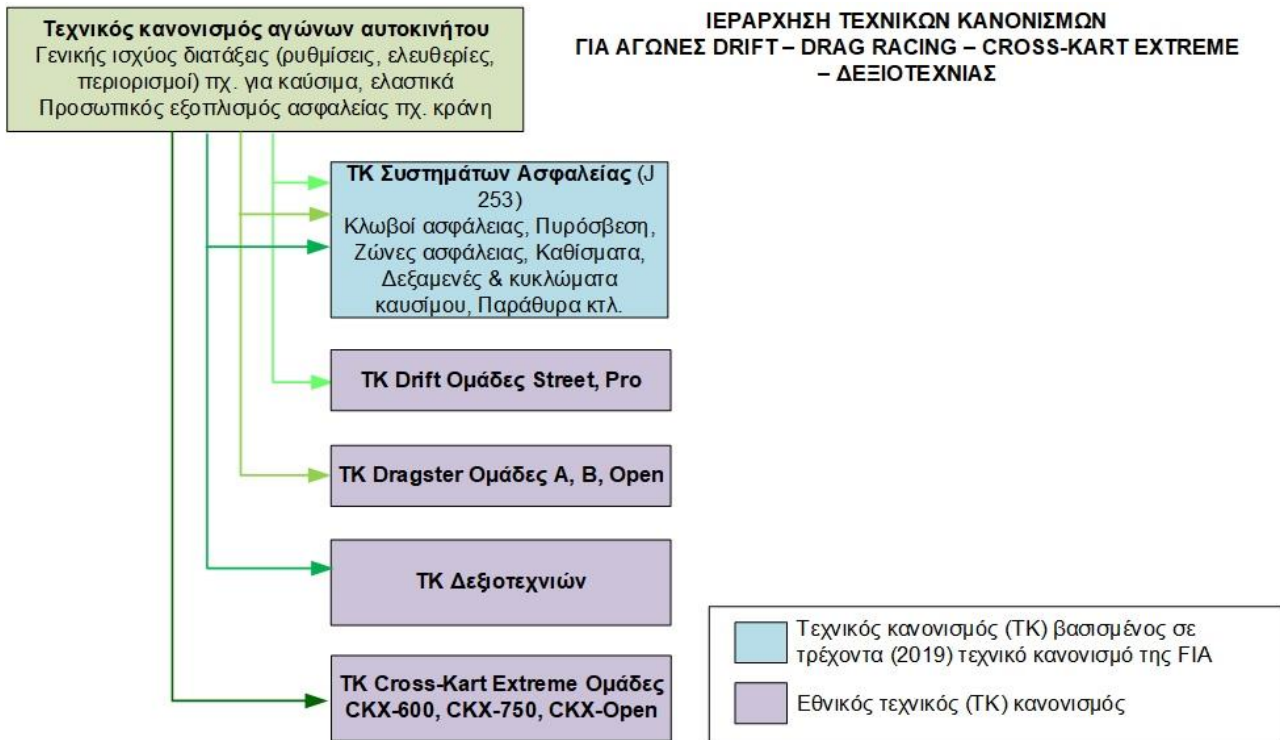 Τεχνικός κανονισμός αγώνων αυτοκινήτου
Γενικής ισχύος διατάξεις (ρυθμίσεις, ελευθερίες,
περιορισμοί) πχ. για καύσιμα, ελαστικά
Προσωπικός εξοπλισμός ασφαλείας πχ. κράνη
ΙΕΡΑΡΧΗΣΗ ΤΕΧΝΙΚΩΝ ΚΑΝΟΝΙΣΜΩΝ
ΓΙΑ ΑΓΩΝΕΣ DRIFT – DRAG RACING – CROSS-KART EXTREME
– ΔΕΞΙΟΤΕΧΝΙΑΣ
ΤΚ Συστημάτων Ασφαλείας (J
253)
Κλωβοί ασφάλειας, Πυρόσβεση,
Ζώνες ασφάλειας, Καθίσματα,
Δεξαμενές & κυκλώματα
καυσίμου, Παράθυρα κτλ.
ΤΚ Drift Ομάδες Street, Pro
ΤΚ Dragster Ομάδες Α, Β, Open
ΤΚ Δεξιοτεχνιών
ΤΚ Cross-Kart Extreme Ομάδες
CKX-600, CKX-750, CKX-Open
Τεχνικός κανονισμός (ΤΚ) βασισμένος σε
τρέχοντα (2019) τεχνικό κανονισμό της FIA
Εθνικός τεχνικός (ΤΚ) κανονισμός